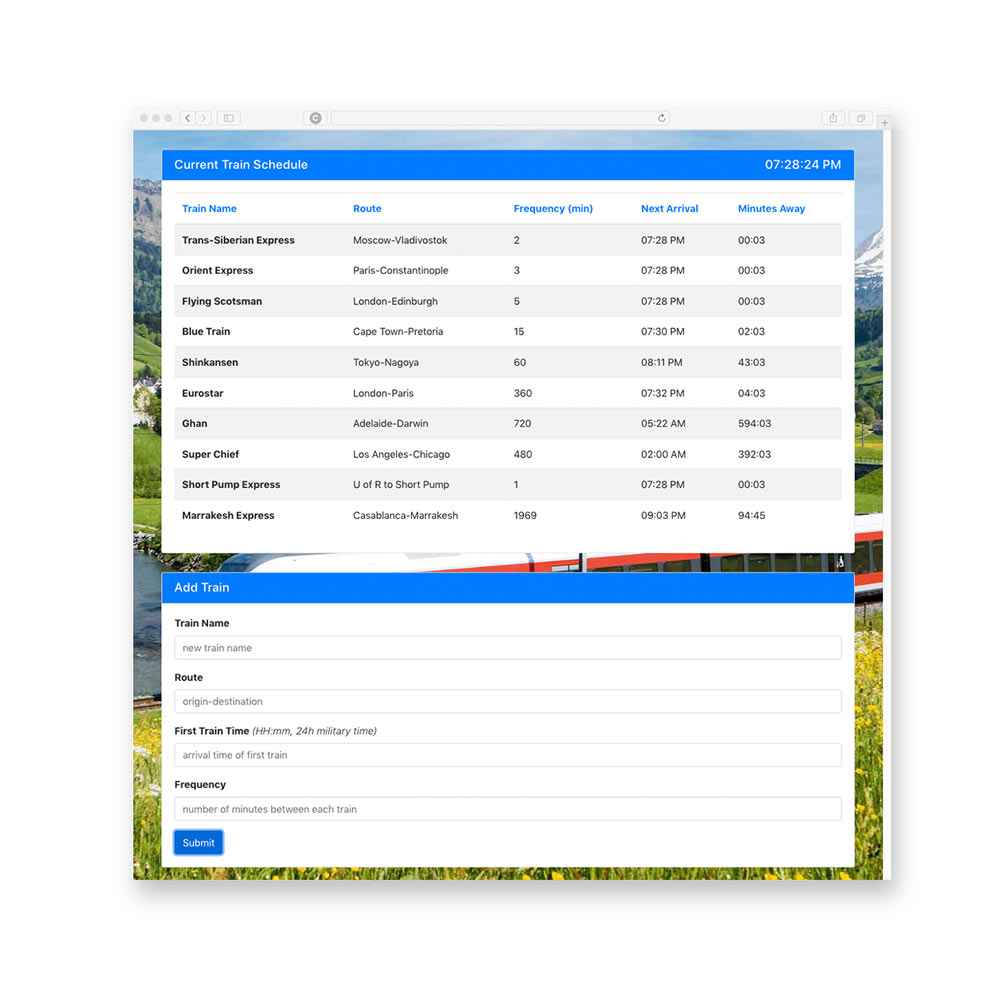 C
Current Train Schedule 07:28:24 PM
Train Name Route Frequency (min) Next Arrival Minutes Away
Trans-Siberian Express Moscow-Vladivostok 2 07:28 PM 00:03
Orient Express Paris-Constantinople 3 07:28 PM 00:03
Flying Scotsman London-Edinburgh 5 07:28 PM 00:03
Blue Train Cape Town-Pretoria 15 07:30 PM 02:03
Shinkansen Tokyo-Nagoya 60 08:11 PM 43:03
Eurostar London-Paris 360 07:32 PM 04:03
Ghan Adelaide-Darwin 720 05:22 AM 594:03
Super Chief Los Angeles-Chicago 480 02:00 AM 392:03
Short Pump Express U of R to Short Pump 1 07:28 PM 00:03
Marrakesh Express Casablanca-Marrakesh 1969 09:03 PM 94:45
Add Train
Train Name
new train name
Route
origin-destination
First Train Time (HH:mm, 24h military time)
arrival time of first train
Frequency
number of minutes between each train
Submit